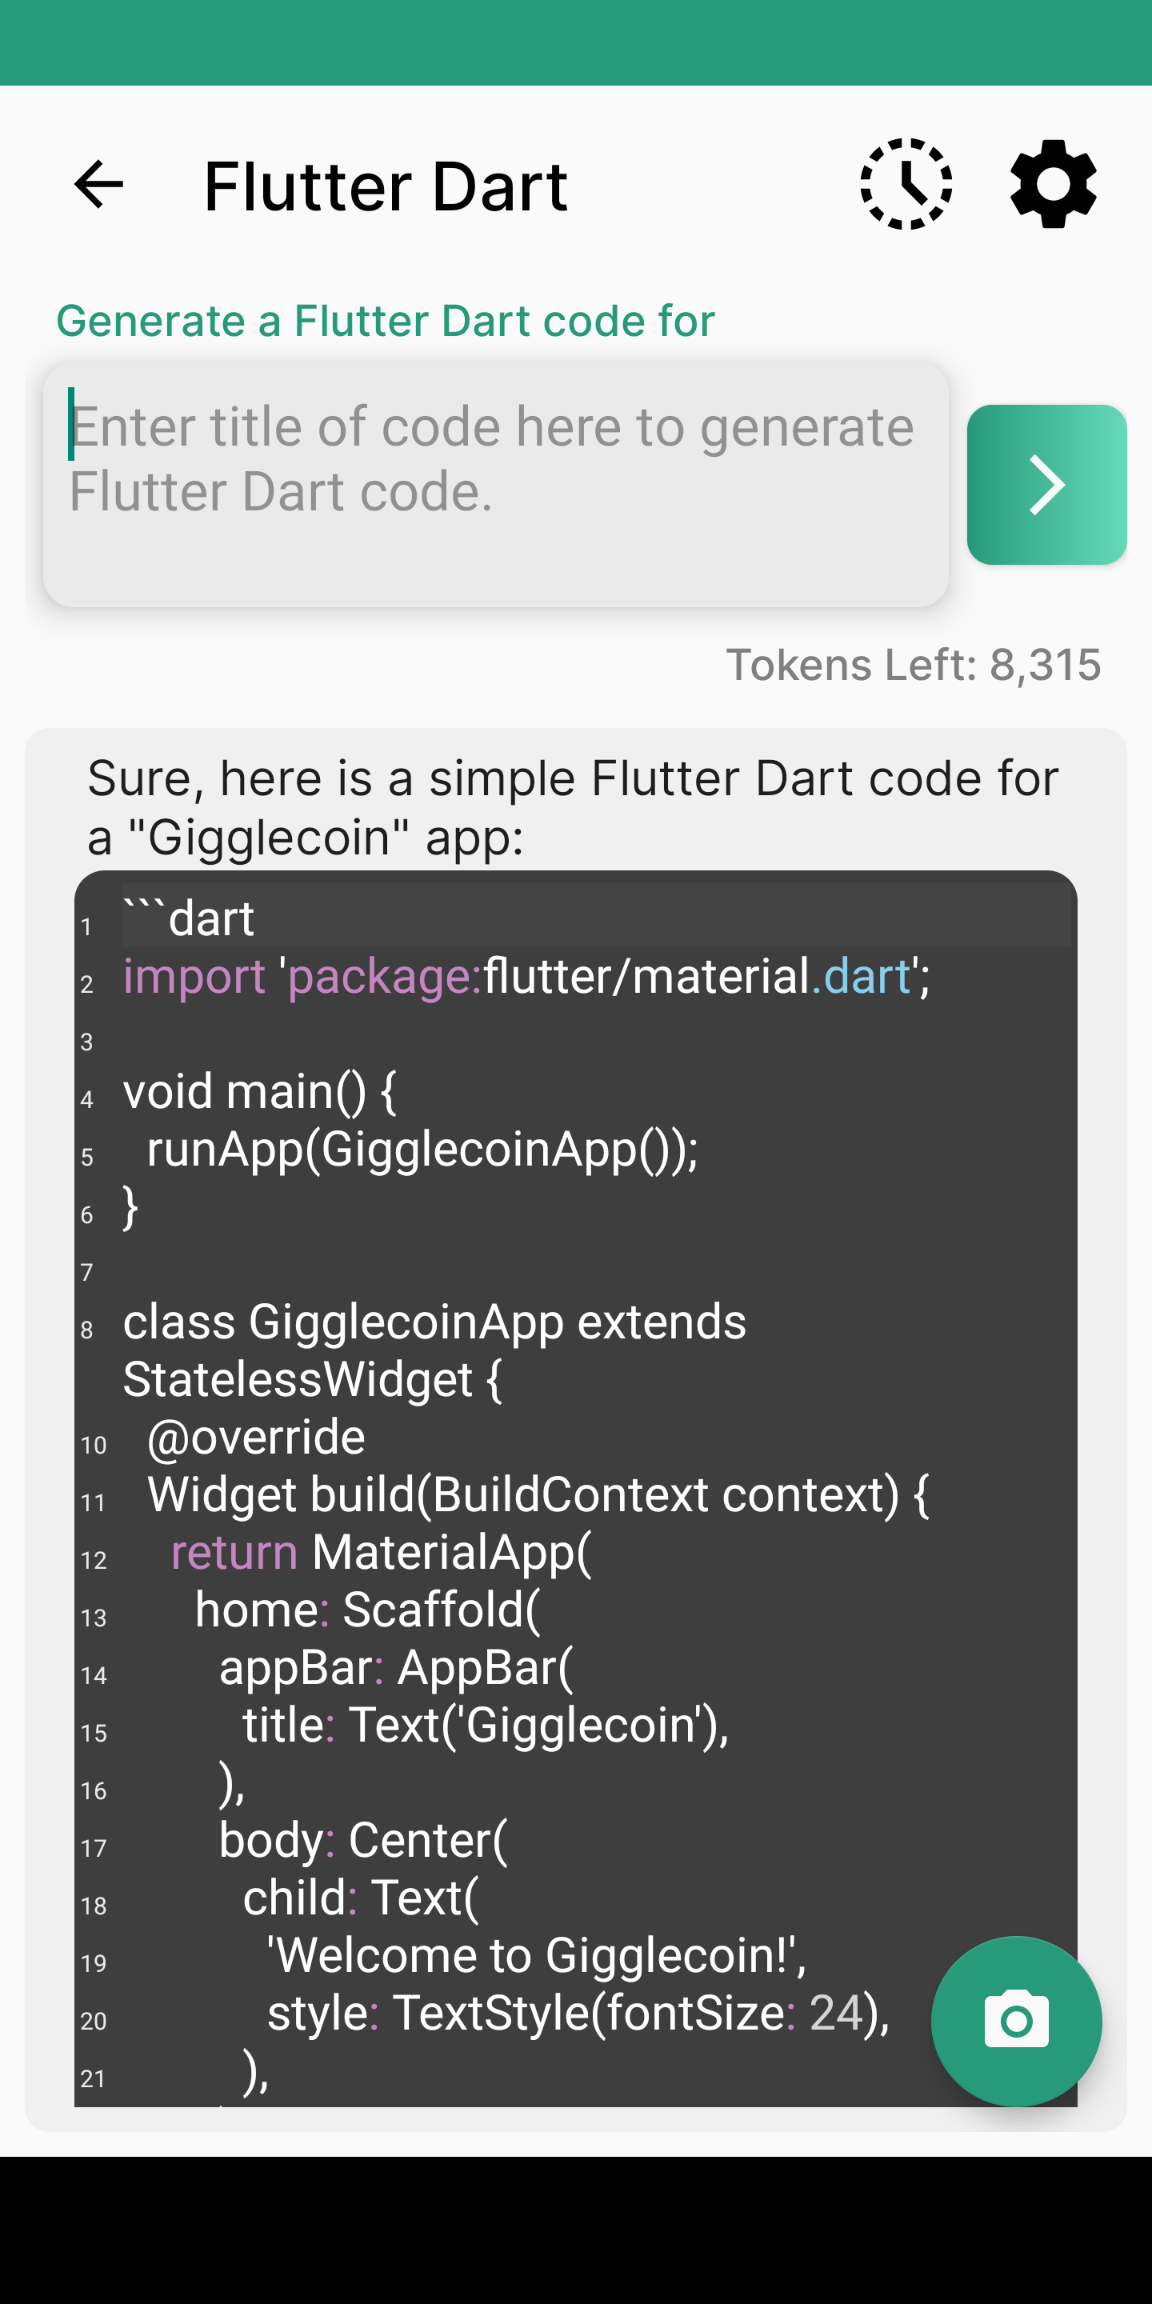 Flutter Dart
Generate a Flutter Dart code for
Enter title of code here to generate
Flutter Dart code.
Tokens Left: 8,315
Sure, here is a simple Flutter Dart code for
a "Gigglecoin" app:
1 ```dart
2 import 'package:flutter/material.dart';
3
4 void main() {
5   runApp(GigglecoinApp());
6 }
7
8 class GigglecoinApp extends
StatelessWidget {
10   @override
11   Widget build(BuildContext context) {
12     return MaterialApp(
13       home: Scaffold(
14         appBar: AppBar(
15           title: Text('Gigglecoin'),
16         ),
17         body: Center(
18           child: Text(
19             'Welcome to Gigglecoin!',
20             style: TextStyle(fontSize: 24),
21           ),